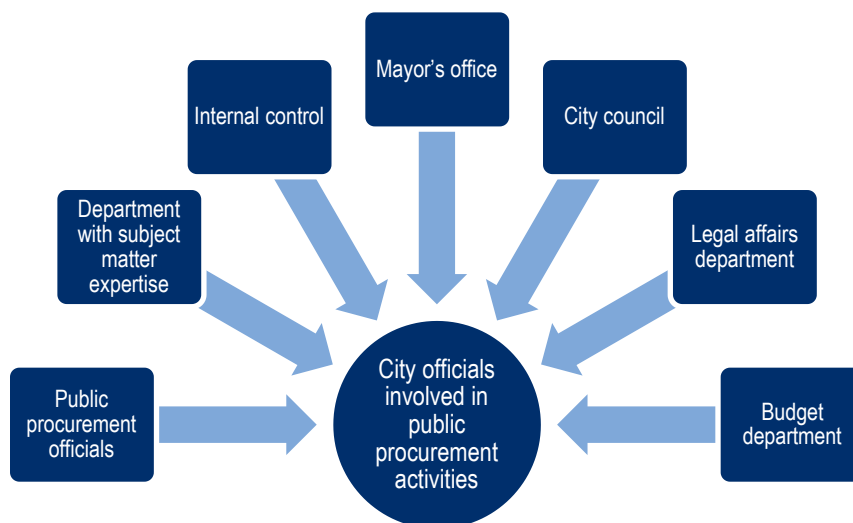 Mayor’s office
Internal control
City council
Department
with subject
matter
expertise
Legal affairs
department
Public
procurement
officials
City officials
involved in
public
procurement
activities
Budget
department